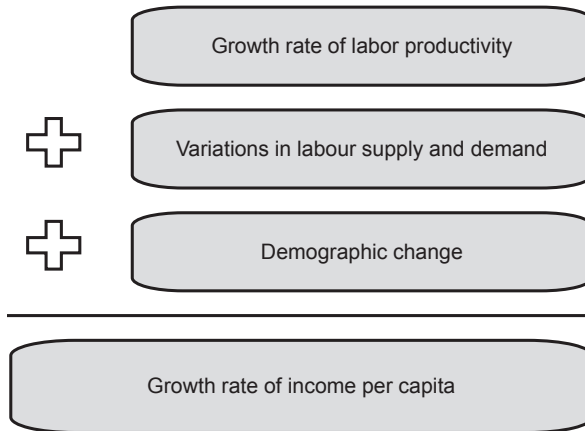 Growth rate of labor productivity
Variations in labour supply and demand
Demographic change
Growth rate of income per capita